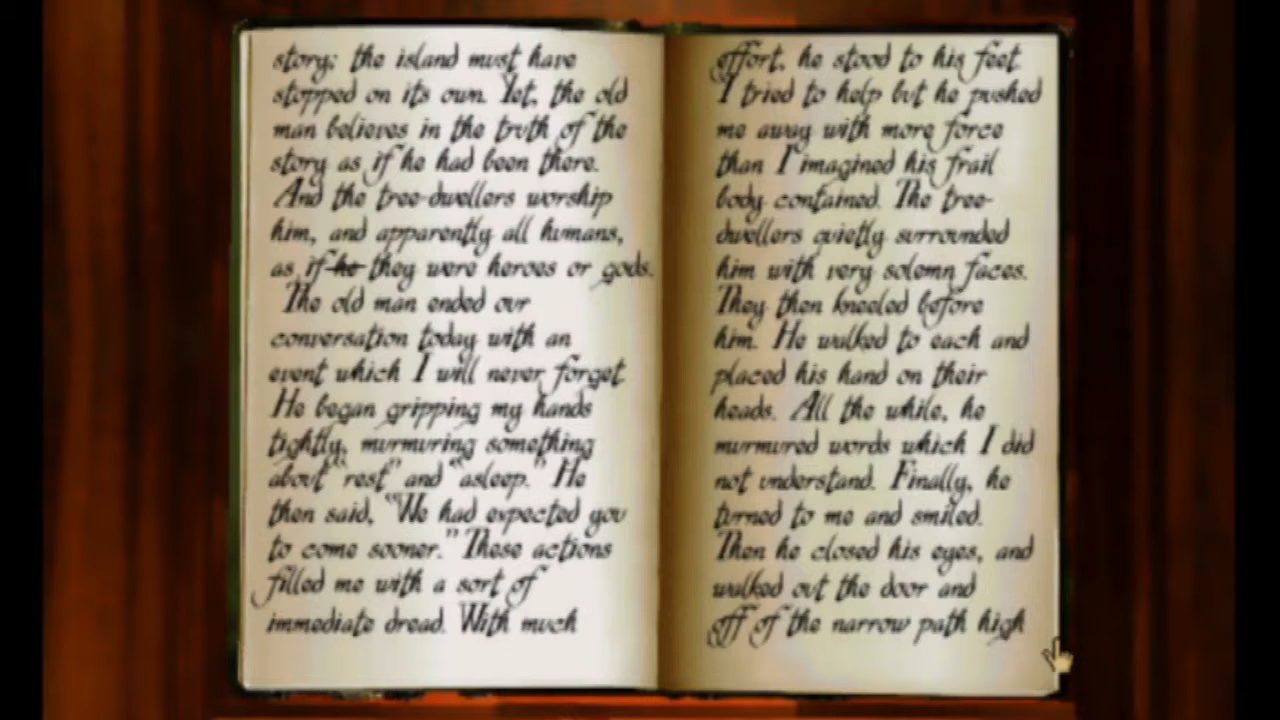 story; the island must have
stopped on its own. Yet, the old
man believes in the truth of the
story as if he had been there.
And the tree-dwellers worship
him, and apparently all humans,
as if he they were heroes or gods.
The old man ended our
conversation today with an
event which I will never forget
He began gripping my hands
tightly, murmuring something
about "rest" and "asleep." He
then said, "We had expected you
to come sooner." These actions
filled me with a sort of
immediate dread. With much
effort, he stood to his feet
I tried to help but he pushed
me away with more force
than I imagined his frail
body contained. The tree-
dwellers quietly surrounded
him with very solemn faces.
They then kneeled before
him. He walked to each and
placed his hand on their
heads. All the while, he
murmured words which I did
not understand. Finally, he
turned to me and smiled.
Then he closed his eyes, and
walked out the door and
off of the narrow path high